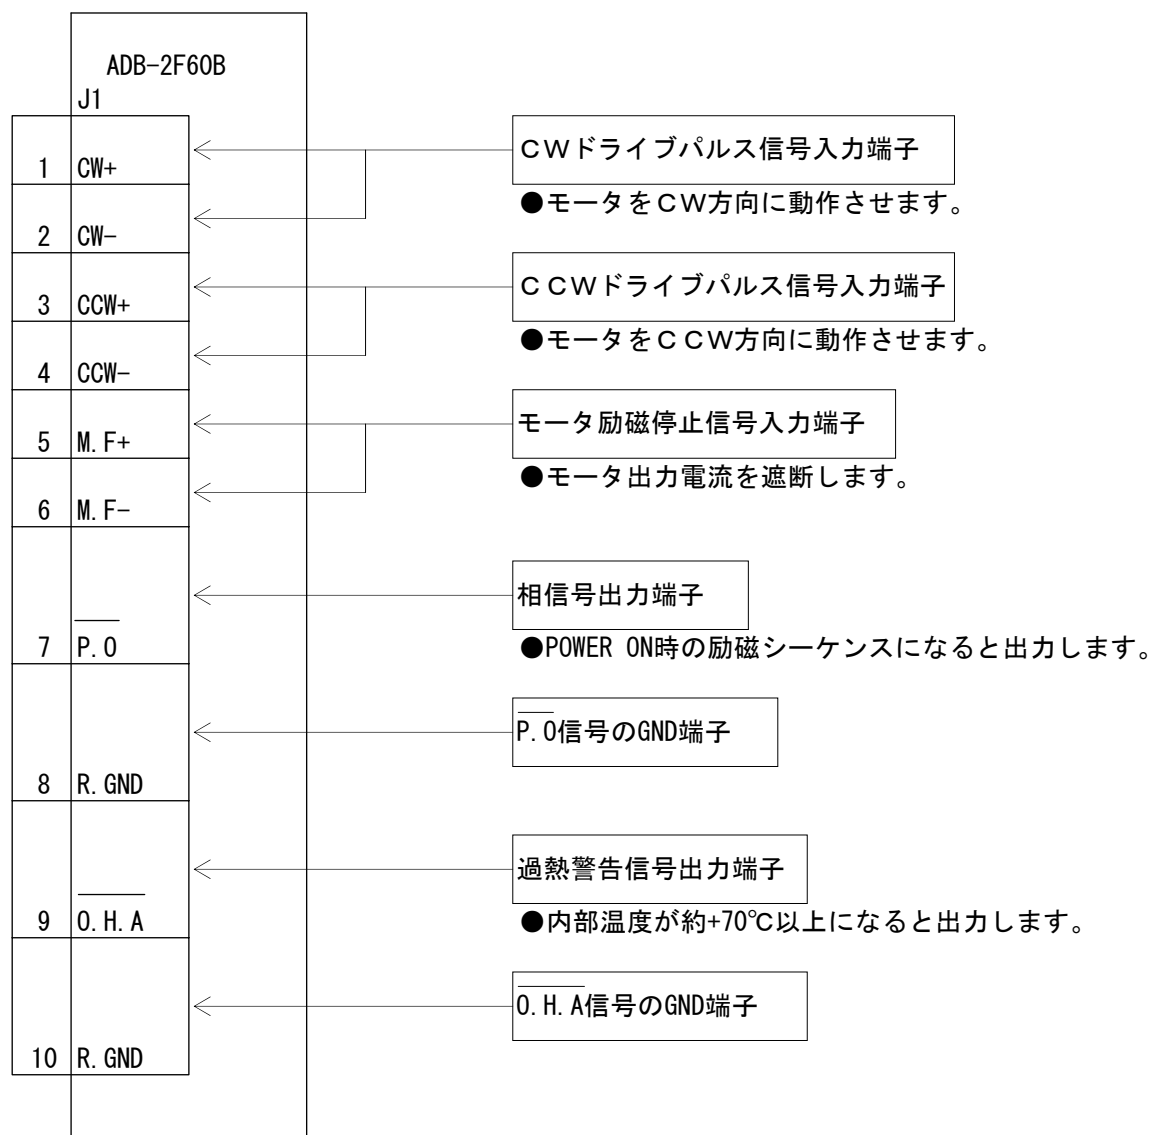 ADB-2F60B
J1
1 CW+
CWドライブパルス信号入力端子
●モータをCW方向に動作させます。
2 CW-
3 CCW+
CCWドライブパルス信号入力端子
●モータをCCW方向に動作させます。
4 CCW-
5 M.F+
モータ励磁停止信号入力端子
●モータ出力電流を遮断します。
6 M.F-
7 P.O
相信号出力端子
●POWER ON時の励磁シーケンスになると出力します。
8 R.GND
P.O信号のGND端子
9 O.H.A
過熱警告信号出力端子
●内部温度が約+70℃以上になると出力します。
10 R.GND
O.H.A信号のGND端子